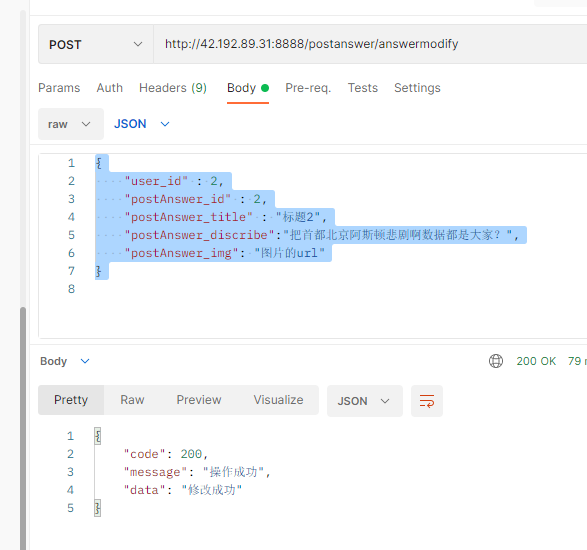 POST http://42.192.89.31:8888/postanswer/answermodify
Params Auth Headers (9) Body Pre-req. Tests Settings
raw JSON
1 {
2 "user_id" : 2,
3 "postAnswer_id" : 2,
4 "postAnswer_title" : "标题2",
5 "postAnswer_discribe":"把首都北京阿斯顿悲剧啊数据都是大家? ",
6 "postAnswer_img": "图片的url"
7 }
8
Body 200 OK 79
Pretty Raw Preview Visualize JSON
1 {
2 "code": 200,
3 "message": "操作成功",
4 "data": "修改成功"
5 }